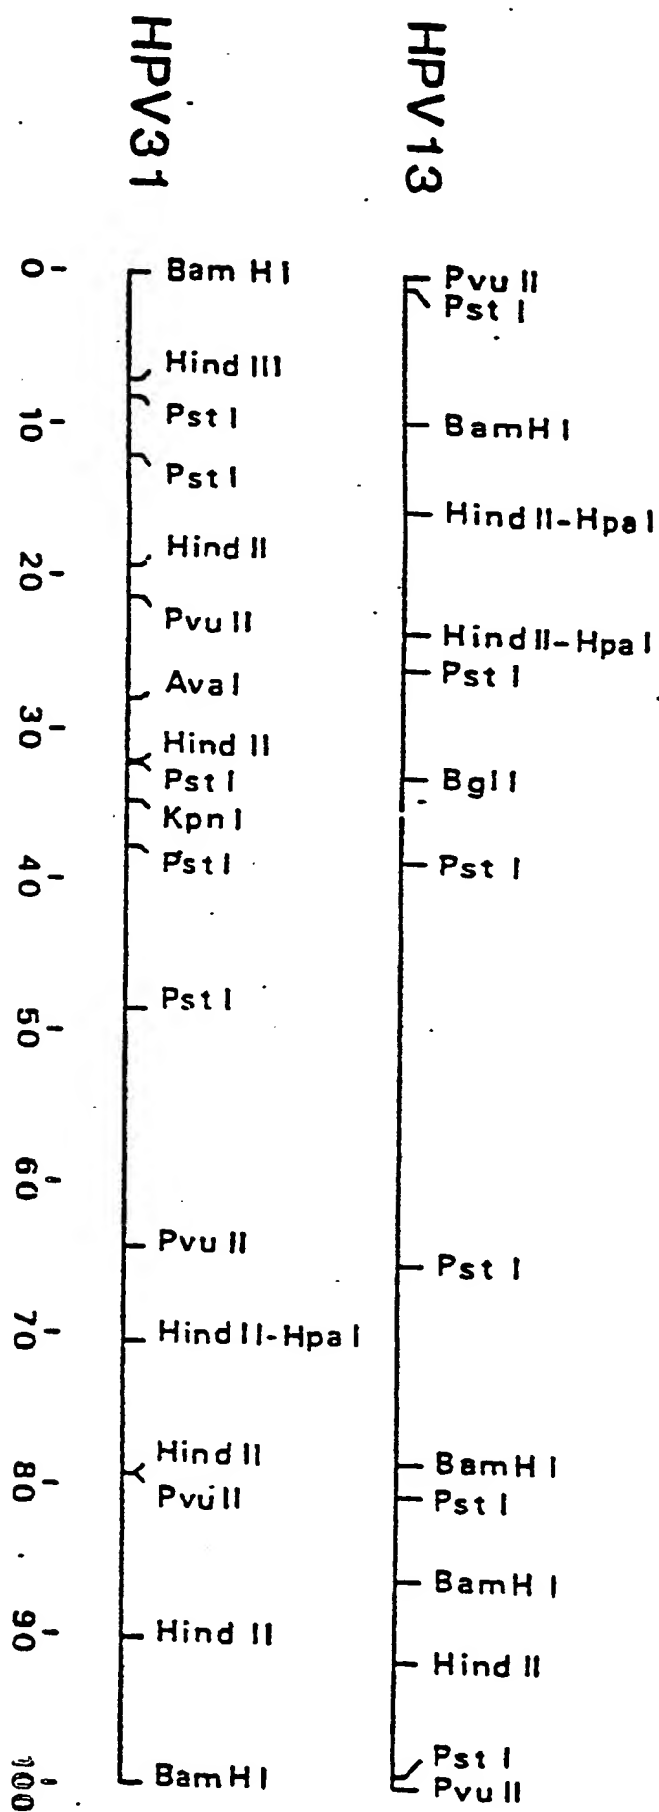 HPV31
0
10
20
30
40
50
60
70
80
90
100
Bam HI
Hind III
Pst I
Pst I
Hind II
Pvu II
Ava I
Hind II
Pst I
Kpn I
Pst I
Pst I
Pvu II
Hind II-Hpa I
Hind II
Pvu II
Hind II
Bam HI
HPV13
Pvu II
Pst I
BamH I
Hind II-Hpa I
Hind II-Hpa I
Pst I
Bgl I
Pst I
Pst I
BamH I
Pst I
BamH I
Hind II
Pst I
Pvu II